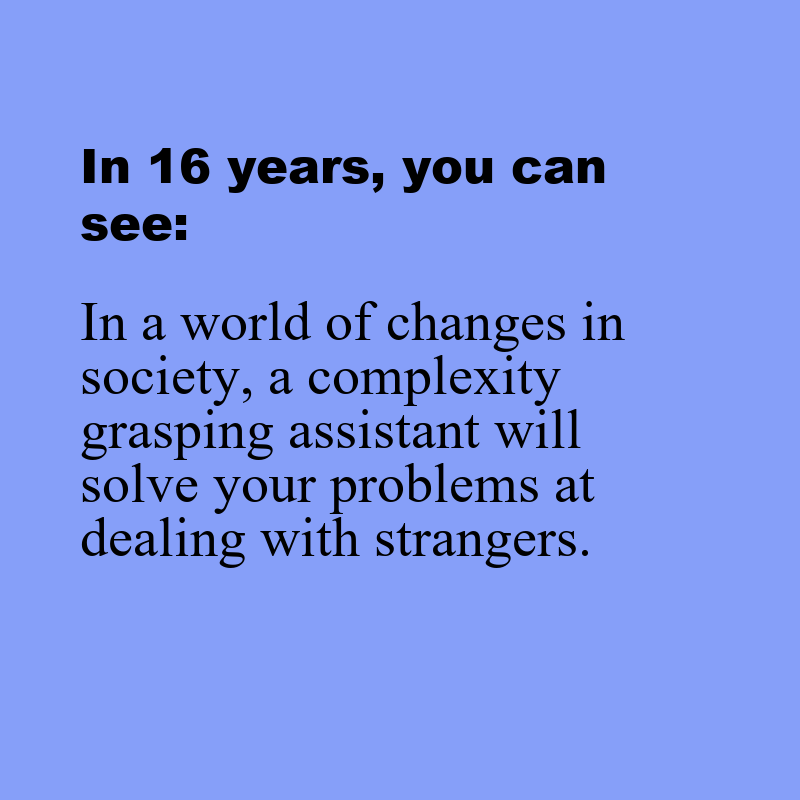 In 16 years, you can
see:
In a world of changes in
society, a complexity
grasping assistant will
solve your problems at
dealing with strangers.